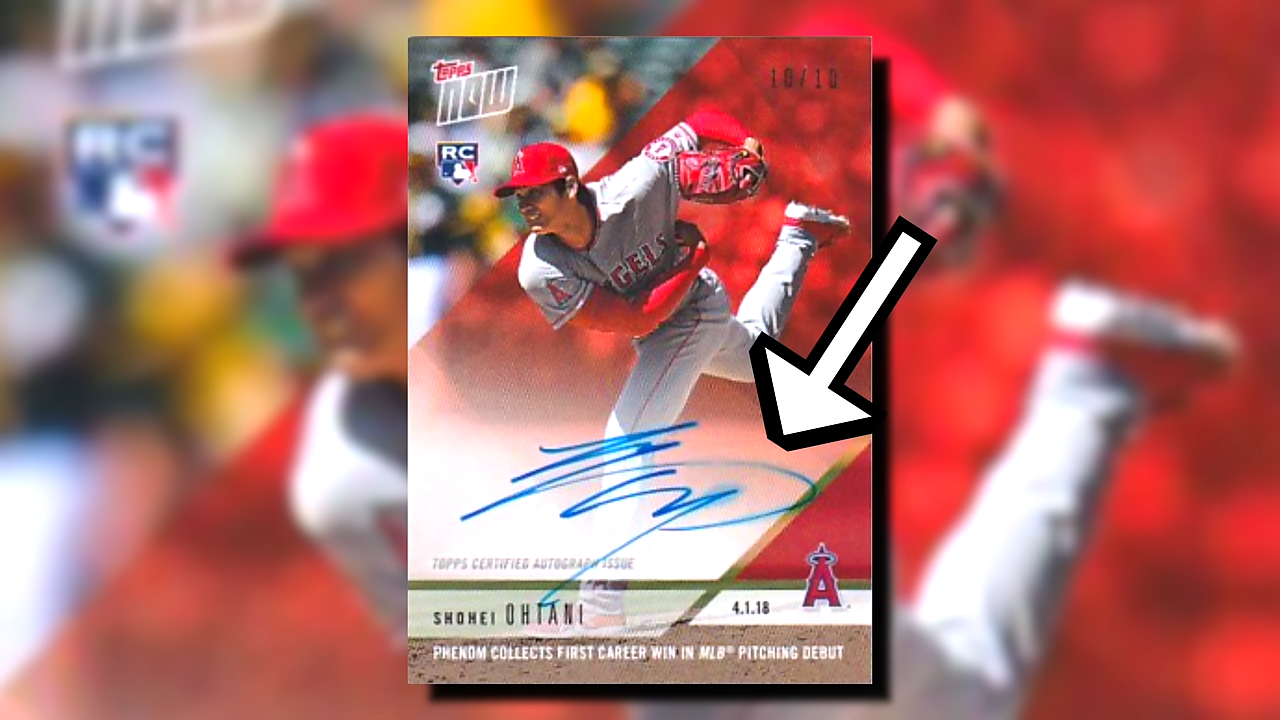 TOPPS
NOW
10/10
RC
ANGELS
TOPPS CERTIFIED AUTOGRAPH ISSUE
SHOHEI OHTANI
4.1.18
A
PHENOM COLLECTS FIRST CAREER WIN IN MLB® PITCHING DEBUT